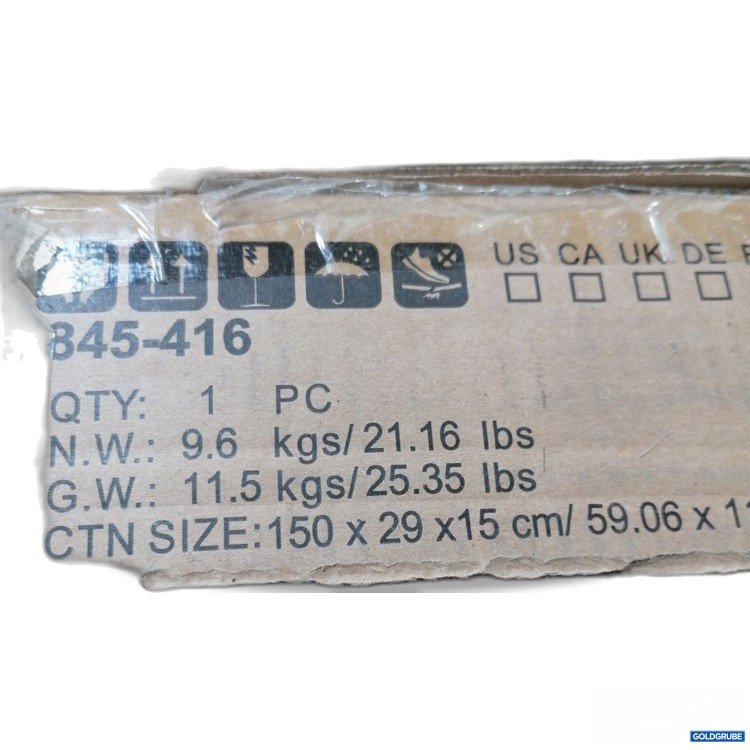 US CA UK DE
845-416
QTY: 1 PC
N.W.: 9.6 kgs/ 21.16 lbs
G.W.: 11.5 kgs/ 25.35 lbs
CTN SIZE:150 x 29 x15 cm/ 59.06 x
GOLDGRUBE